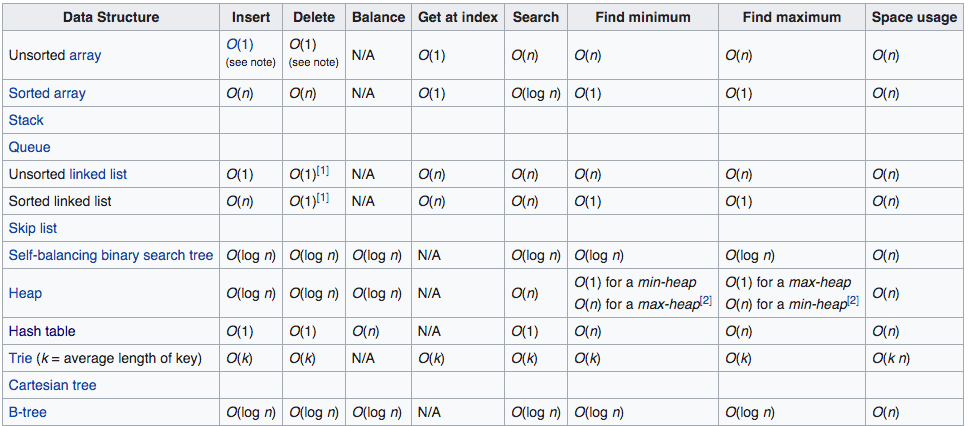 Data Structure Insert Delete Balance Get at index Search Find minimum Find maximum Space usage
Unsorted array O(1) (see note) O(1) (see note) N/A O(1) O(n) O(n) O(n) O(n)
Sorted array O(n) O(n) N/A O(1) O(log n) O(1) O(1) O(n)
Stack
Queue
Unsorted linked list O(1) O(1)[1] N/A O(n) O(n) O(n) O(n) O(n)
Sorted linked list O(n) O(1)[1] N/A O(n) O(n) O(1) O(1) O(n)
Skip list
Self-balancing binary search tree O(log n) O(log n) O(log n) N/A O(log n) O(log n) O(log n) O(n)
Heap O(log n) O(log n) O(log n) N/A O(n) O(1) for a min-heap O(n) for a max-heap[2] O(1) for a max-heap O(n) for a min-heap[2] O(n)
Hash table O(1) O(1) O(n) N/A O(1) O(n) O(n) O(n)
Trie (k = average length of key) O(k) O(k) N/A O(k) O(k) O(k) O(k) O(k n)
Cartesian tree
B-tree O(log n) O(log n) O(log n) N/A O(log n) O(log n) O(log n) O(n)